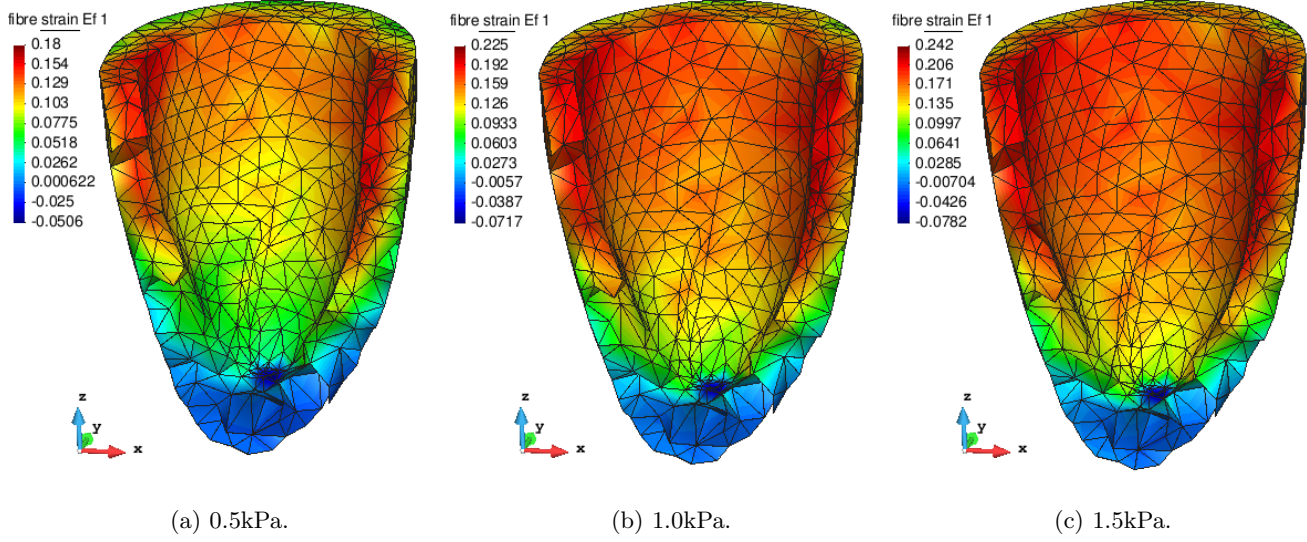 fibre strain Ef 1
0.18
0.154
0.129
0.103
0.0775
0.0518
0.0262
0.000622
-0.025
-0.0506
z
y
x
(a) 0.5kPa.
fibre strain Ef 1
0.225
0.192
0.159
0.126
0.0933
0.0603
0.0273
-0.0057
-0.0387
-0.0717
z
y
x
(b) 1.0kPa.
fibre strain Ef 1
0.242
0.206
0.171
0.135
0.0997
0.0641
0.0285
-0.00704
-0.0426
-0.0782
z
y
x
(c) 1.5kPa.